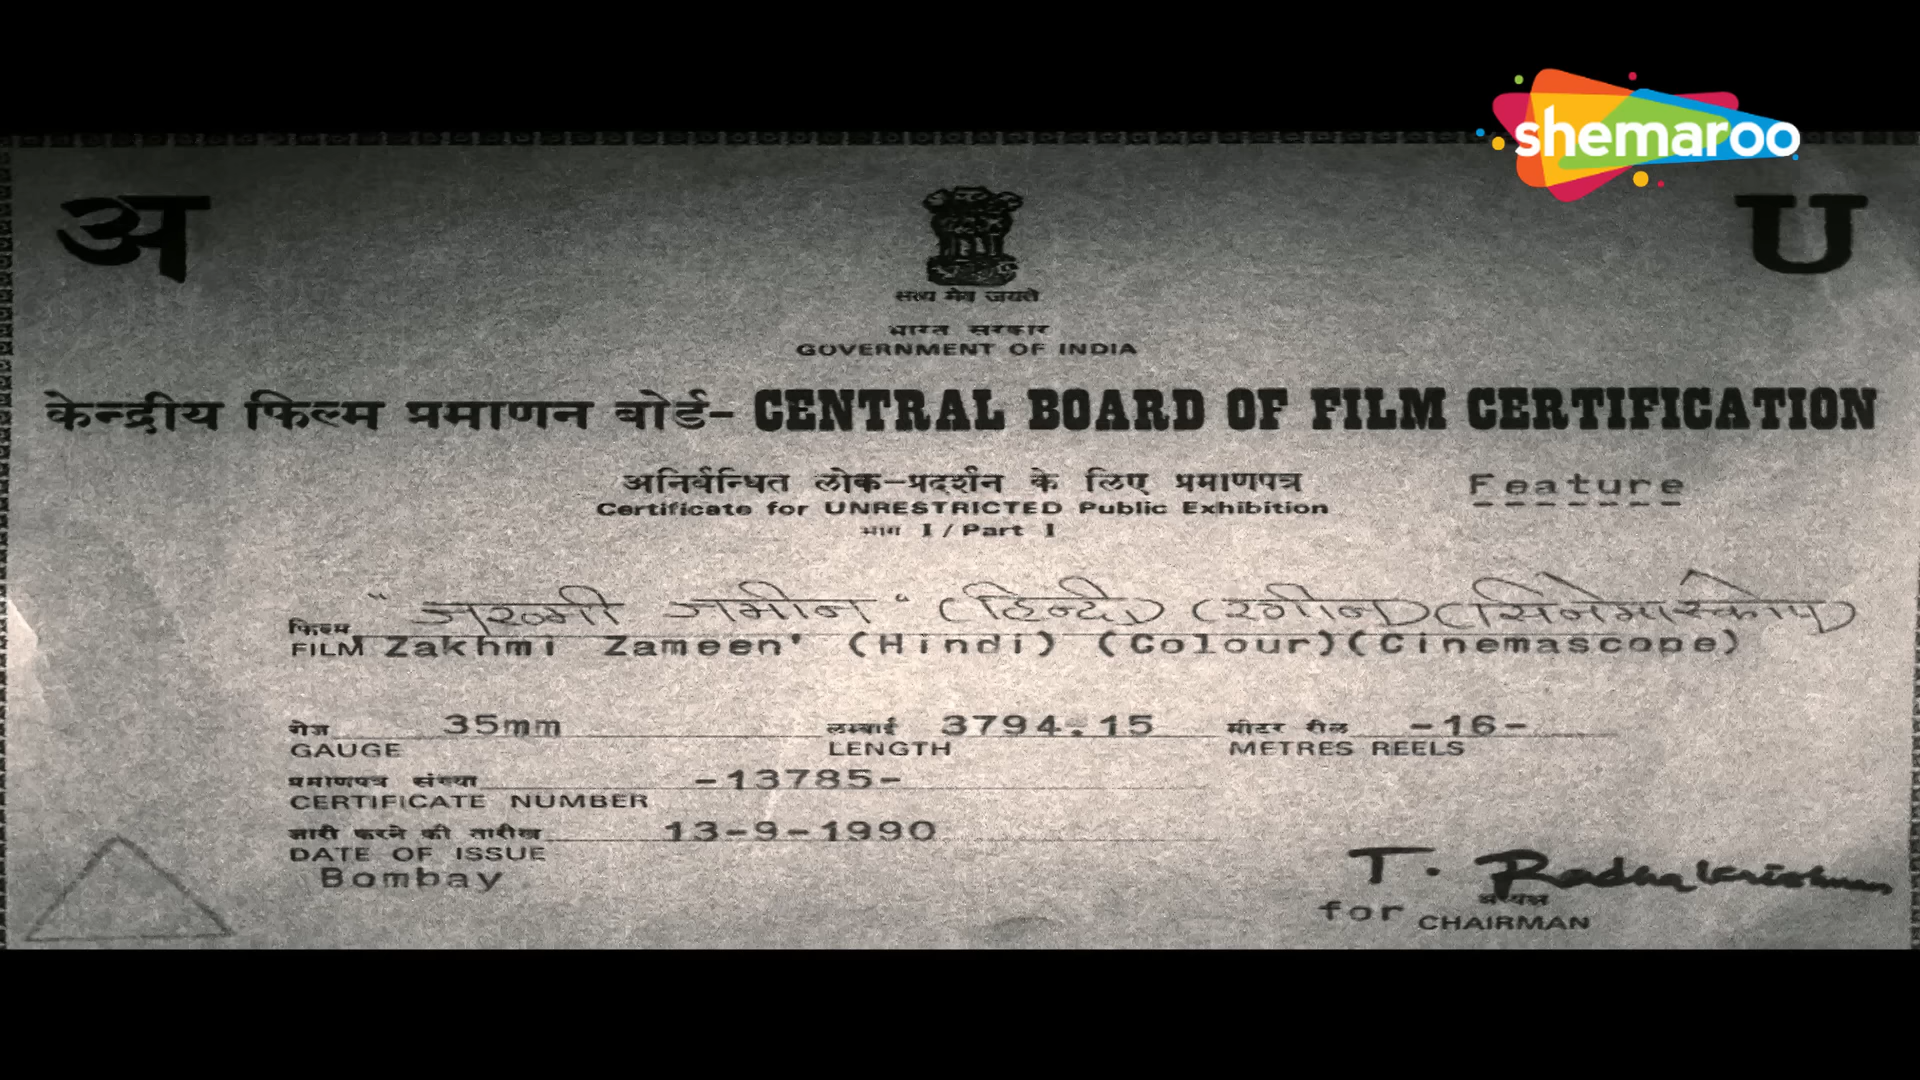 shemaroo
अ
U
सत्यमेव जयते
भारत सरकार
GOVERNMENT OF INDIA
केन्द्रीय फिल्म प्रमाणन बोर्ड- CENTRAL BOARD OF FILM CERTIFICATION
अनिर्बन्धित लोक-प्रदर्शन के लिए प्रमाणपत्र
Feature
Certificate for UNRESTRICTED Public Exhibition
भाग I / Part I
फिल्म "जख्मी जमीन" (हिन्दी) (रंगीन) (सिनेमास्कोप)
FILM Zakhmi Zameen' (Hindi) (Colour)(Cinemascope)
गेज 35mm लम्बाई 3794.15 मीटर रील -16-
GAUGE LENGTH METRES REELS
प्रमाणपत्र संख्या -13785-
CERTIFICATE NUMBER
जारी करने की तारीख 13-9-1990
DATE OF ISSUE
Bombay
T. Radhakrishnan
अध्यक्ष
for CHAIRMAN